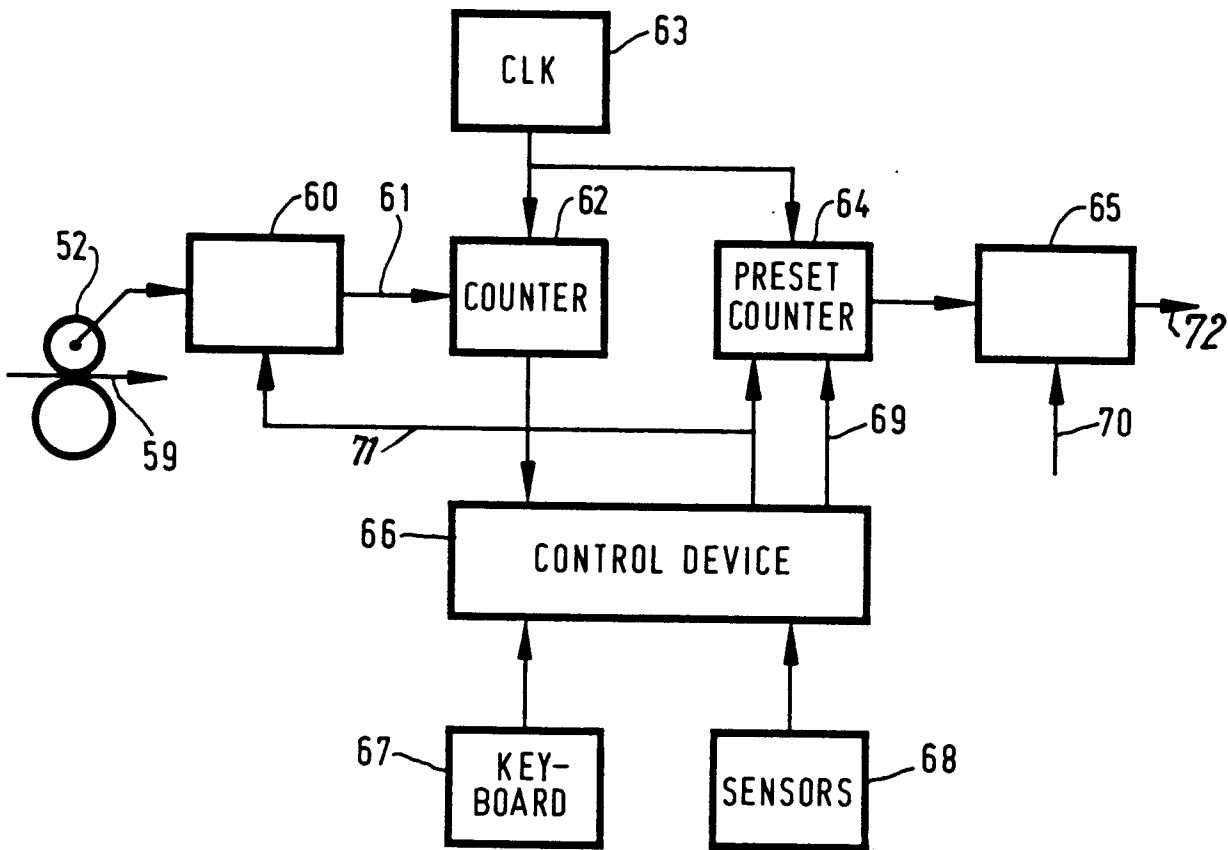 63
CLK
60
61
62
64
65
52
COUNTER
PRESET
COUNTER
72
59
71
69
70
66
CONTROL DEVICE
67
KEY-
BOARD
SENSORS
68